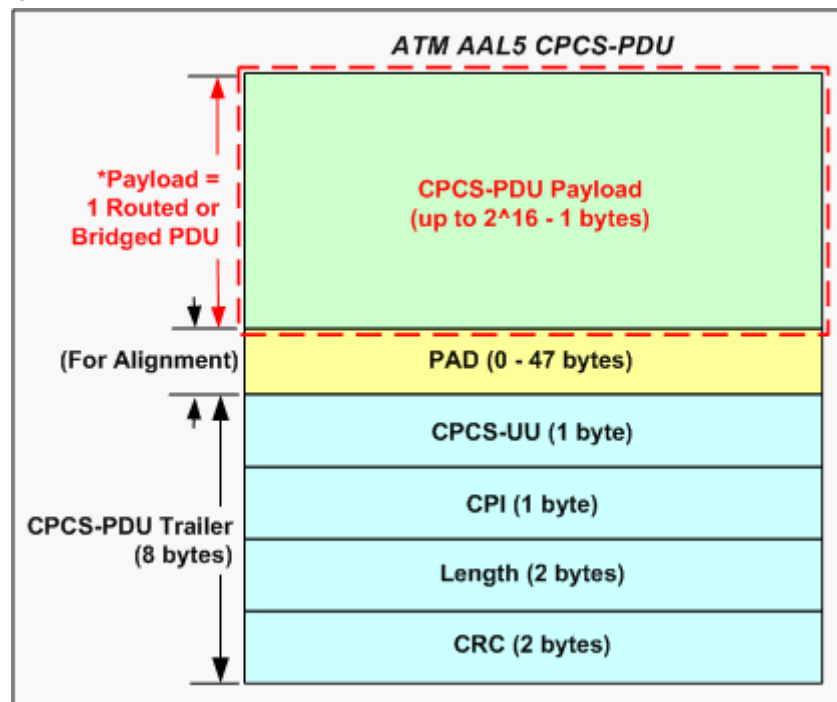 ATM AAL5 CPCS-PDU
*Payload =
1 Routed or
Bridged PDU
CPCS-PDU Payload
(up to 2^16 - 1 bytes)
(For Alignment)
PAD (0 - 47 bytes)
CPCS-UU (1 byte)
CPI (1 byte)
CPCS-PDU Trailer
(8 bytes)
Length (2 bytes)
CRC (2 bytes)